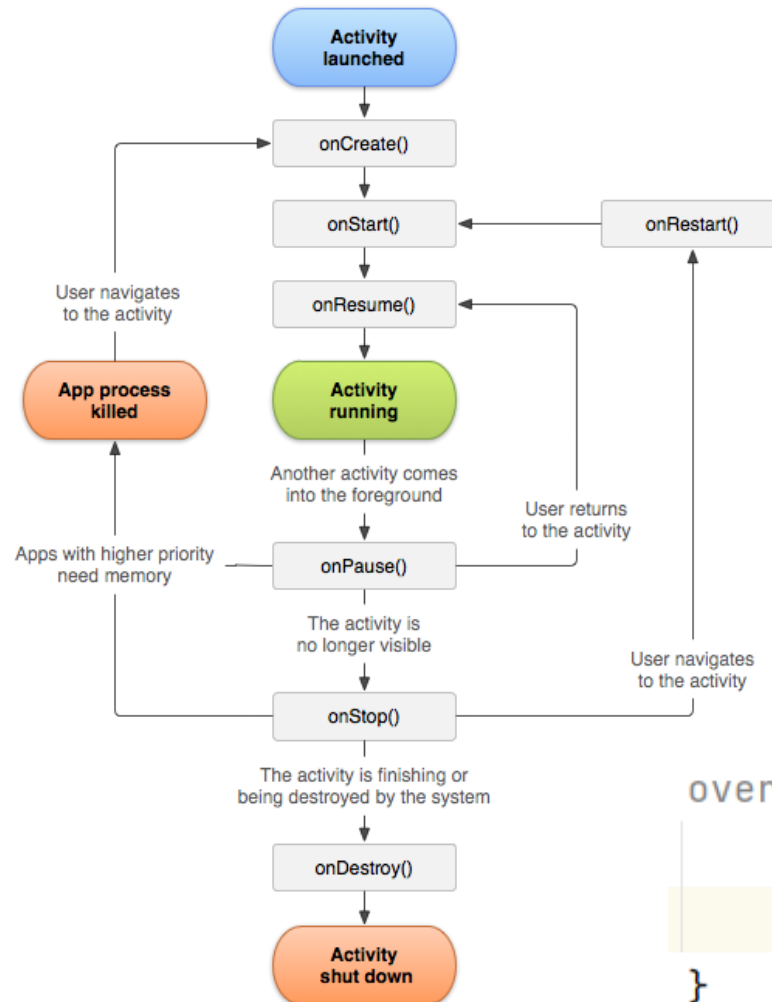 Activity
launched
onCreate()
onStart()
onRestart()
User navigates
to the activity
onResume()
App process
killed
Activity
running
Another activity comes
into the foreground
User returns
to the activity
Apps with higher priority
need memory
onPause()
The activity is
no longer visible
User navigates
to the activity
onStop()
The activity is finishing or
being destroyed by the system
onDestroy()
Activity
shut down
}